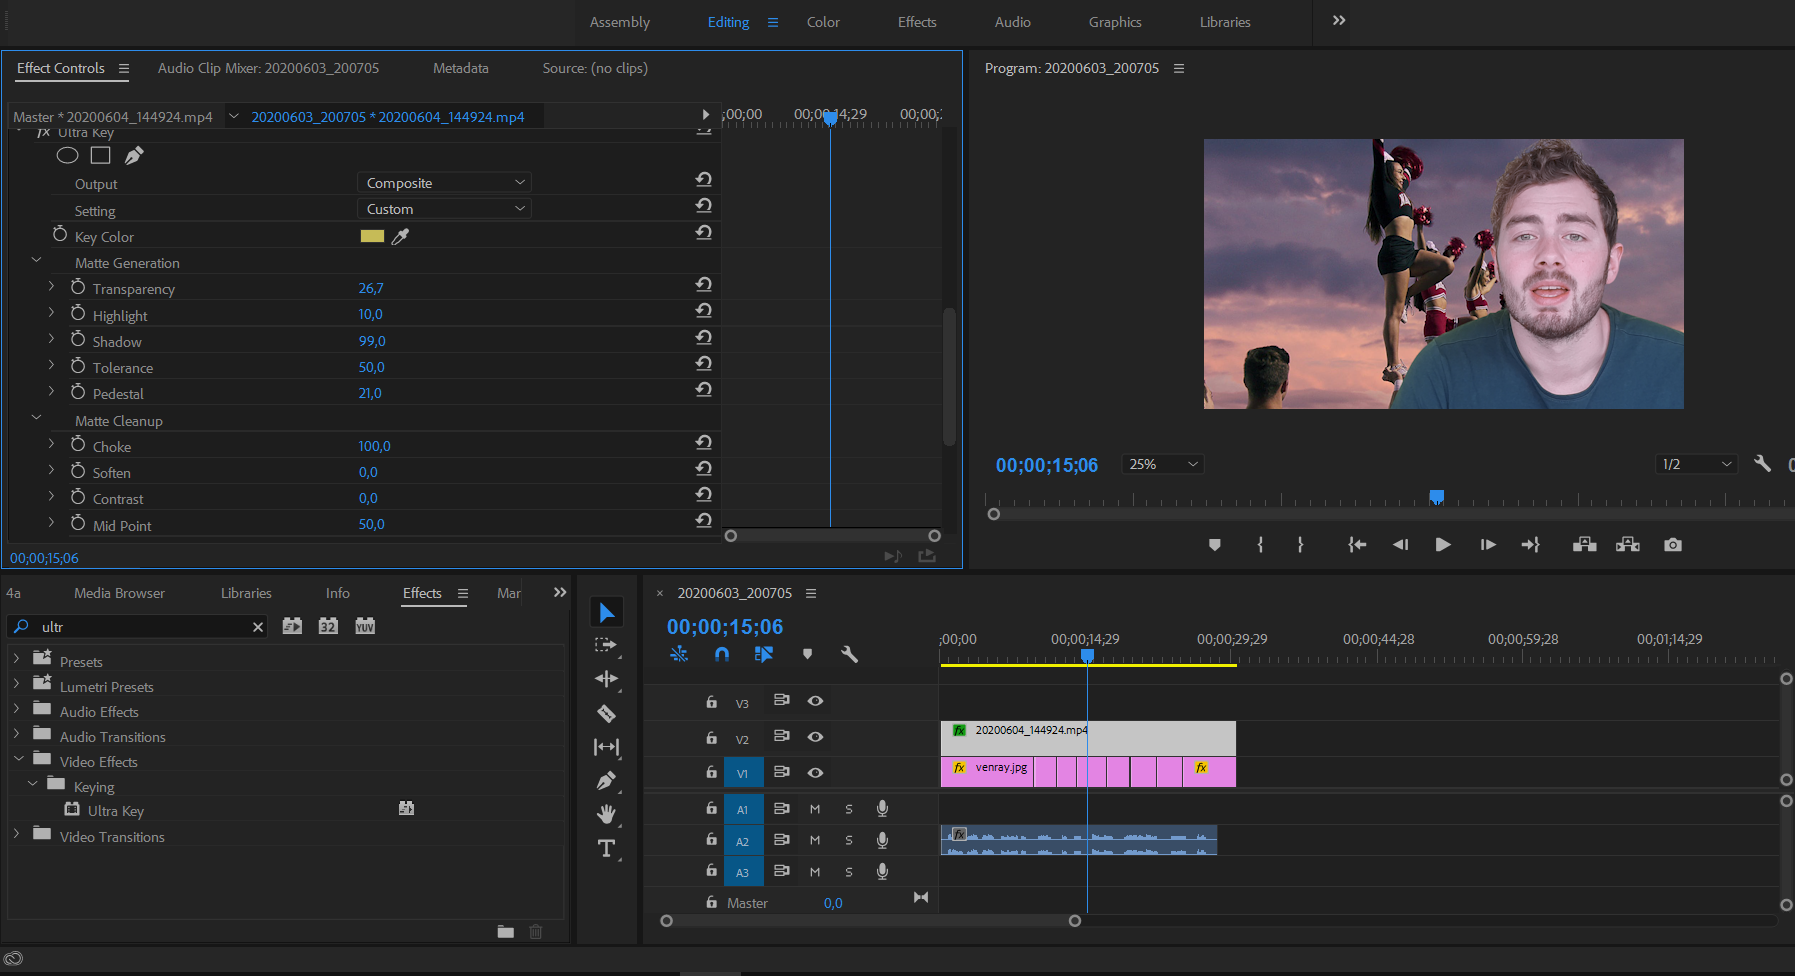 Assembly
Editing
Color
Effects
Audio
Graphics
Libraries
Effect Controls
Audio Clip Mixer: 20200603_200705
Metadata
Source: (no clips)
Master * 20200604_144924.mp4
20200603_200705 * 20200604_144924.mp4
;00;00
00;00;14;29
00;00;
fx Ultra Key
Output
Composite
Setting
Custom
Key Color
Matte Generation
Transparency
26,7
Highlight
10,0
Shadow
99,0
Tolerance
50,0
Pedestal
21,0
Matte Cleanup
Choke
100,0
Soften
0,0
Contrast
0,0
Mid Point
50,0
00;00;15;06
Program: 20200603_200705
00;00;15;06
25%
1/2
4a
Media Browser
Libraries
Info
Effects
Mar
ultr
32
YUV
Presets
Lumetri Presets
Audio Effects
Audio Transitions
Video Effects
Keying
Ultra Key
Video Transitions
20200603_200705
00;00;15;06
;00;00
00;00;14;29
00;00;29;29
00;00;44;28
00;00;59;28
00;01;14;29
V3
V2
fx 20200604_144924.mp4
V1
fx venray.jpg
fx
A1 M S
A2 M S
fx
A3 M S
Master 0,0